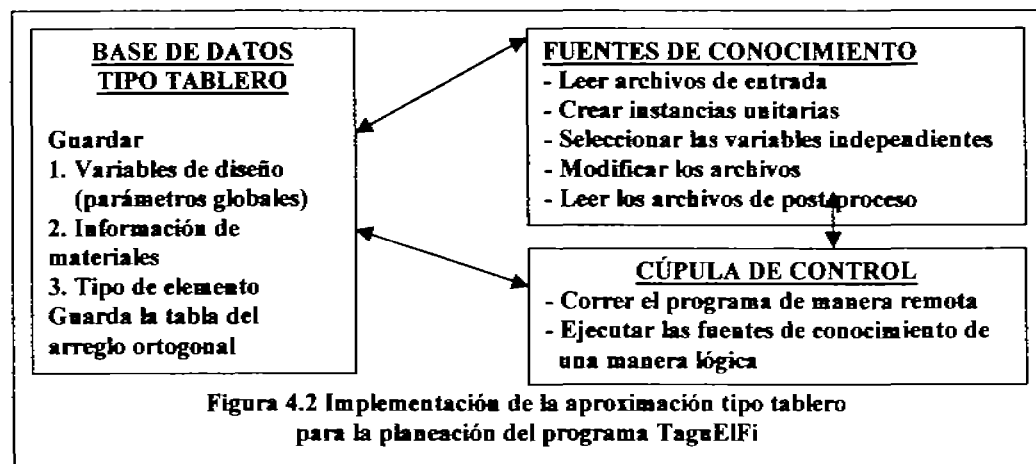 BASE DE DATOS
TIPO TABLERO
Guardar
1. Variables de diseño
(parámetros globales)
2. Información de
materiales
3. Tipo de elemento
Guarda la tabla del
arreglo ortogonal
FUENTES DE CONOCIMIENTO
- Leer archivos de entrada
- Crear instancias unitarias
- Seleccionar las variables independientes
- Modificar los archivos
- Leer los archivos de postproceso
CÚPULA DE CONTROL
- Correr el programa de manera remota
- Ejecutar las fuentes de conocimiento de
una manera lógica
Figura 4.2 Implementación de la aproximación tipo tablero
para la planeación del programa TaguElFi